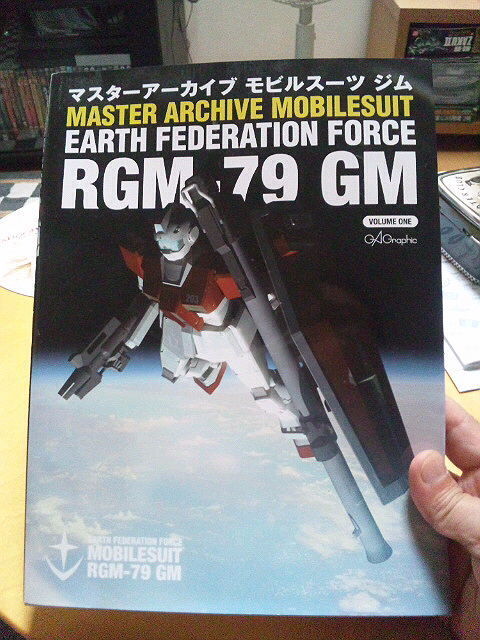 マスターアーカイブ モビルスーツ ジム
MASTER ARCHIVE MOBILESUIT
EARTH FEDERATION FORCE
RGM-79 GM
VOLUME ONE
GAGraphic
EARTH FEDERATION FORCE
MOBILESUIT
RGM-79 GM